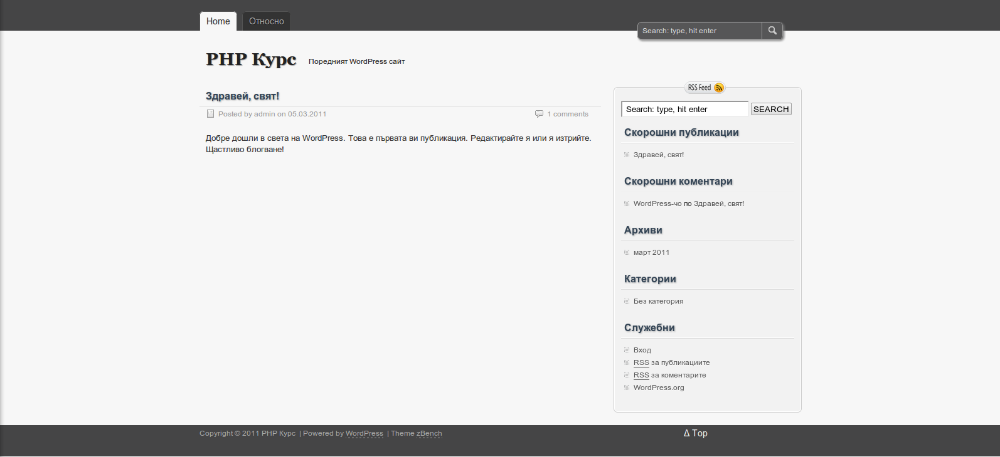 Home
Относно
Search: type, hit enter
PHP Курс
Поредният WordPress сайт
Здравей, свят!
Posted by admin on 05.03.2011
1 comments
Добре дошли в света на WordPress. Това е първата ви публикация. Редактирайте я или я изтрийте.
Щастливо блогване!
RSS Feed
Search: type, hit enter
SEARCH
Скорошни публикации
Здравей, свят!
Скорошни коментари
WordPress-чо по Здравей, свят!
Архиви
март 2011
Категории
Без категория
Служебни
Вход
RSS за публикациите
RSS за коментарите
WordPress.org
Copyright © 2011 PHP Курс | Powered by WordPress | Theme zBench
Δ Top